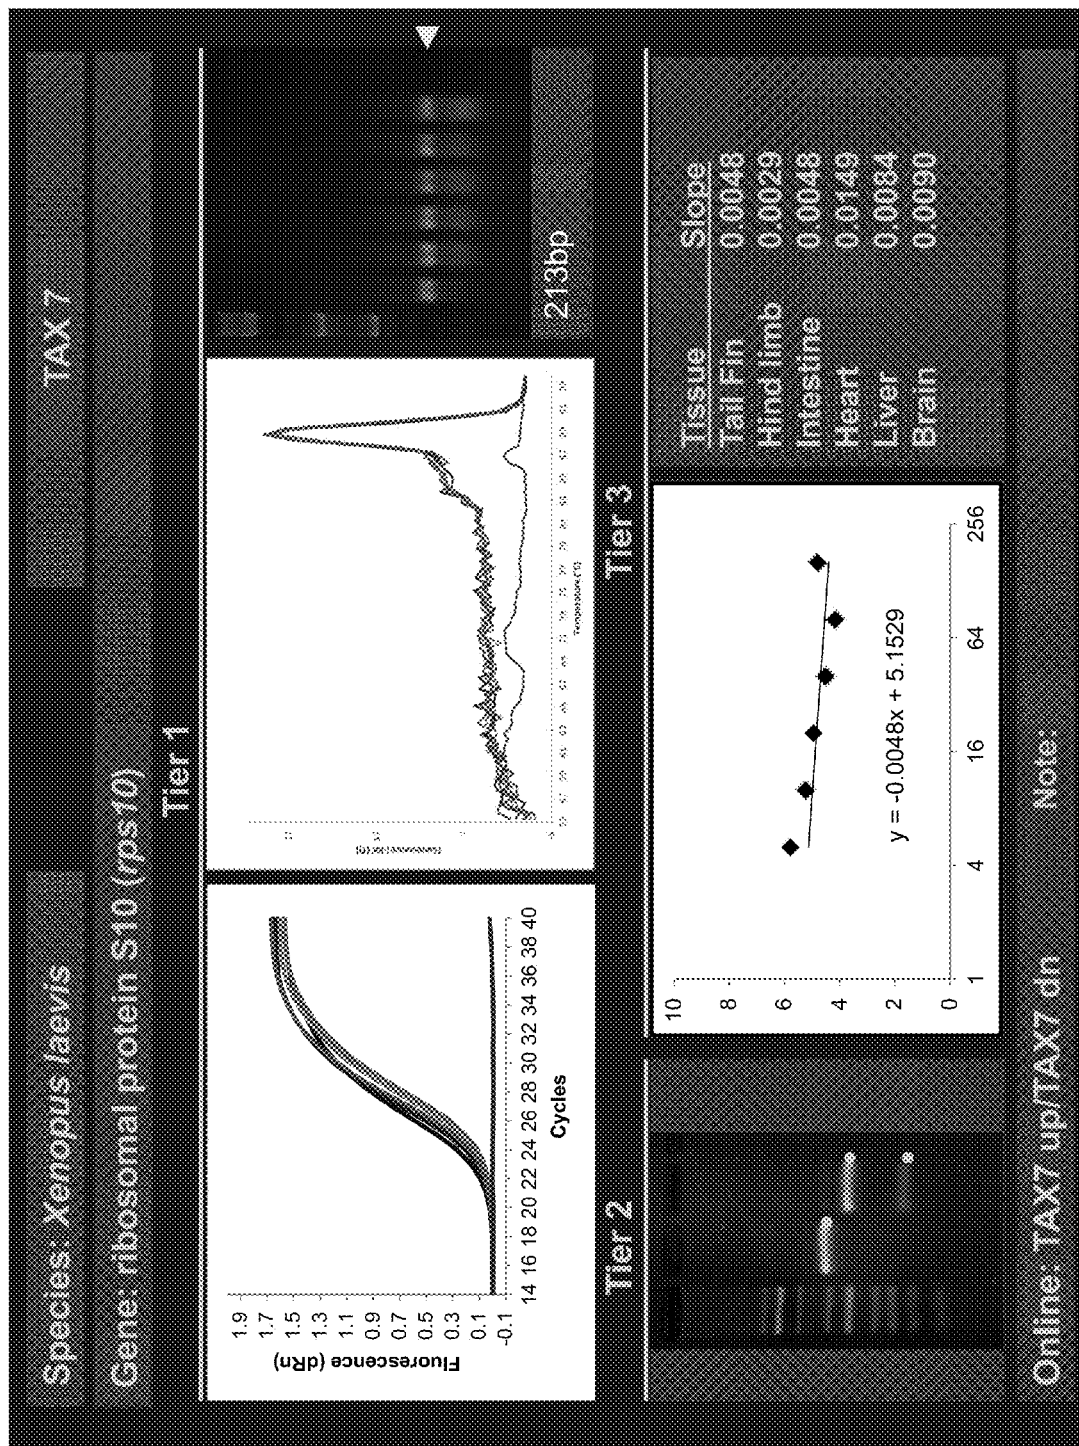 Species: Xenopus laevis
TAX 7
Gene: ribosomal protein S10 (rps10)
Tier 1
Fluorescence (dRn)
1.9
1.7
1.5
1.3
1.1
0.9
0.7
0.5
0.3
0.1
-0.1
14 16 18 20 22 24 26 28 30 32 34 36 38 40
Cycles
Temperature (°C)
213bp
Tier 2
Tier 3
10
8
6
4
2
0
1 4 16 64 256
y = -0.0048x + 5.1529
Tissue Slope
Tail Fin 0.0048
Hind limb 0.0029
Intestine 0.0048
Heart 0.0149
Liver 0.0084
Brain 0.0090
Online: TAX7 up/TAX7 dn
Note: